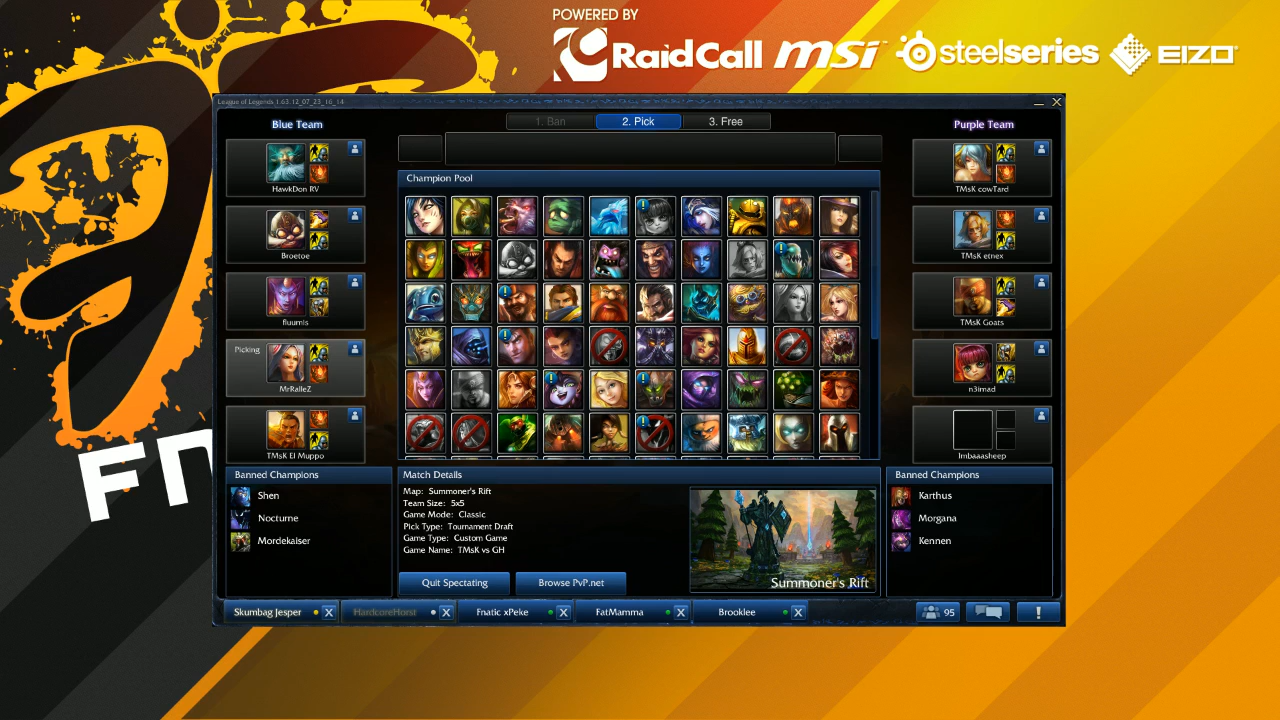 POWERED BY
RaidCall msi steelseries EIZO
League of Legends 1.63.12_07_23_16_14
1. Ban 2. Pick 3. Free
Blue Team
Purple Team
Champion Pool
HawkDon RV
Broetoe
fluumis
Picking
MrRalleZ
TMsK El Muppo
TMsK cowTard
TMsK etnex
TMsK Goats
n3imad
Imbaaasheep
Banned Champions
Shen
Nocturne
Mordekaiser
Match Details
Map: Summoner's Rift
Team Size: 5x5
Game Mode: Classic
Pick Type: Tournament Draft
Game Type: Custom Game
Game Name: TMsK vs GH
Summoner's Rift
Quit Spectating Browse PvP.net
Banned Champions
Karthus
Morgana
Kennen
Skumbag Jesper HardcoreHorst Fnatic xPeke FatMamma Brooklee 95
FN